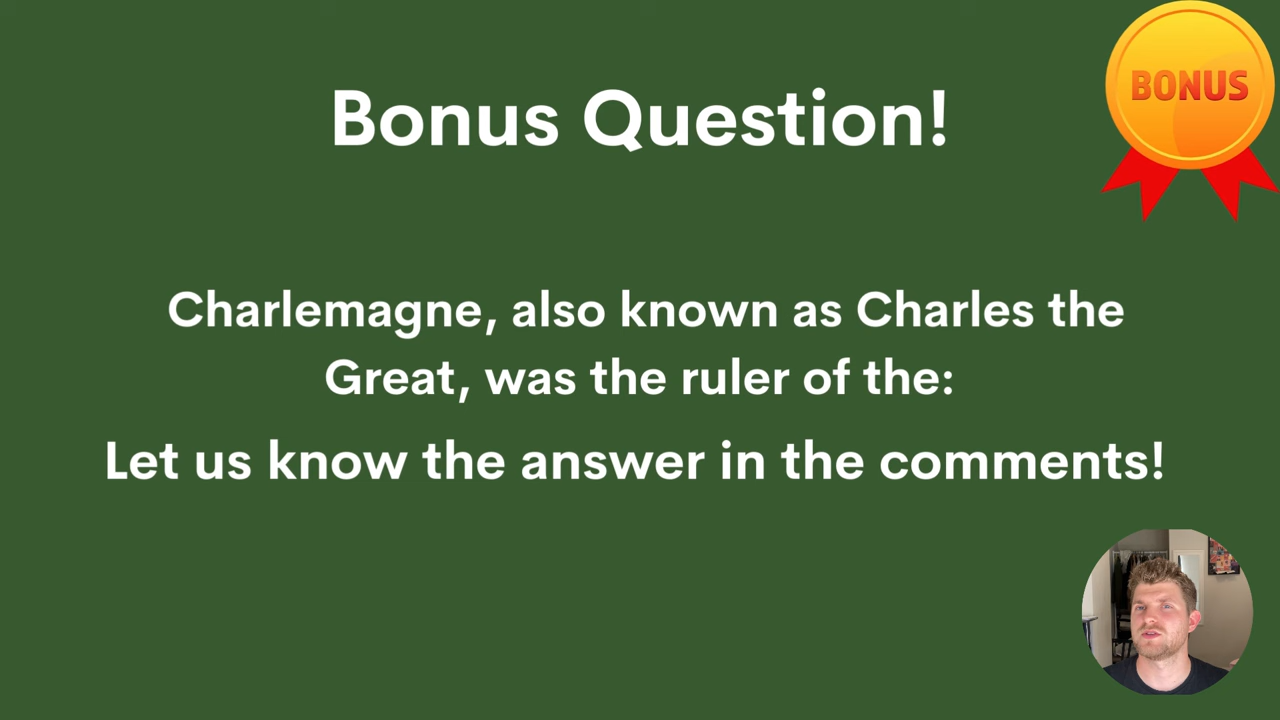 BONUS
Bonus Question!
Charlemagne, also known as Charles the
Great, was the ruler of the:
Let us know the answer in the comments!